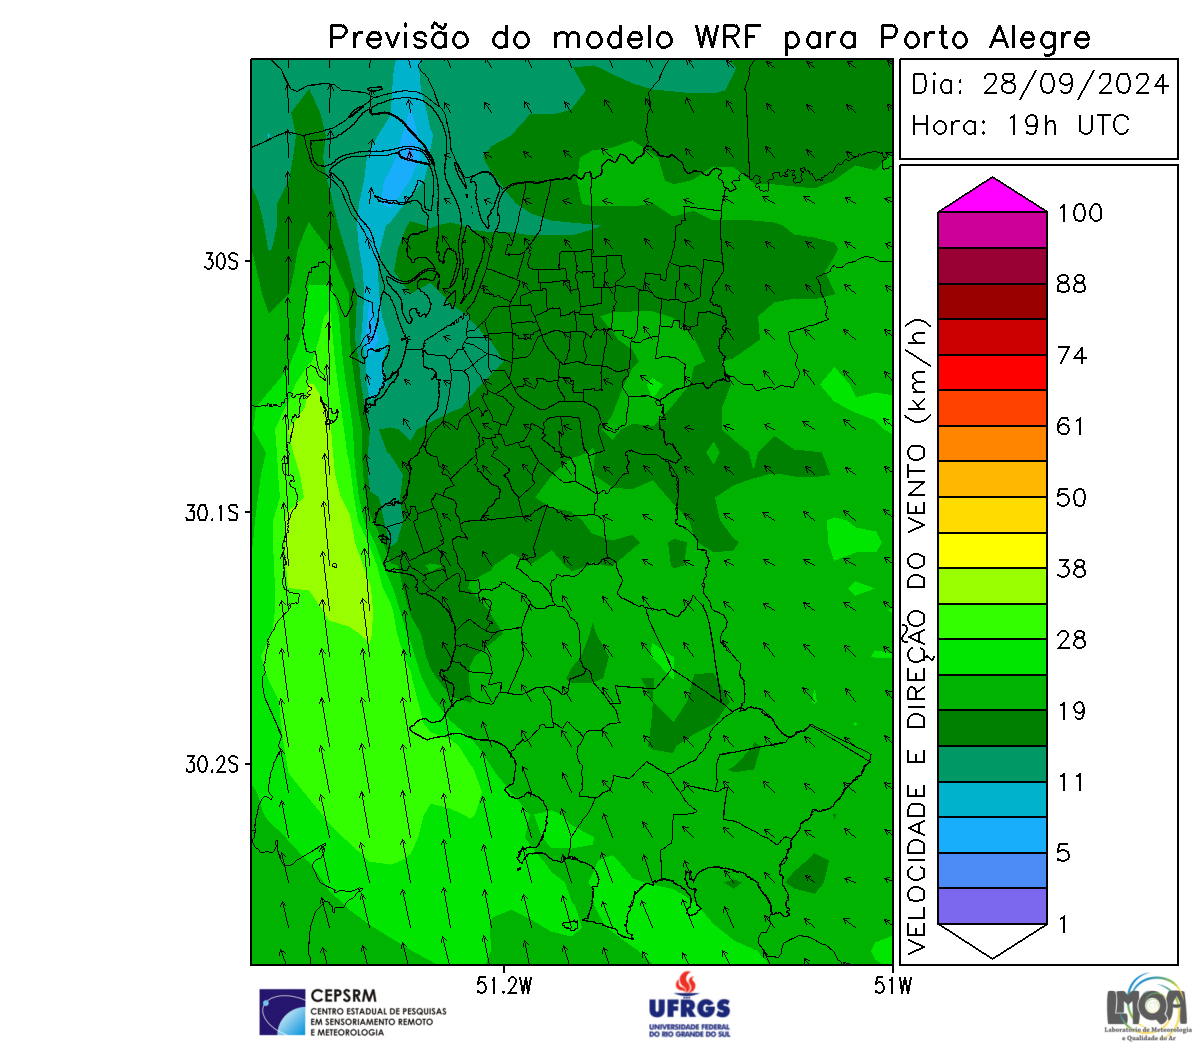 Previsão do modelo WRF para Porto Alegre
Dia: 28/09/2024
Hora: 19h UTC
VELOCIDADE E DIREÇÃO DO VENTO (km/h)
100
88
74
61
50
38
28
19
11
5
1
30S
30.1S
30.2S
51.2W
51W
CEPSRM
CENTRO ESTADUAL DE PESQUISAS
EM SENSORIAMENTO REMOTO
E METEOROLOGIA
UFRGS
UNIVERSIDADE FEDERAL
DO RIO GRANDE DO SUL
LMQA
Laboratório de Meteorologia
e Qualidade do Ar